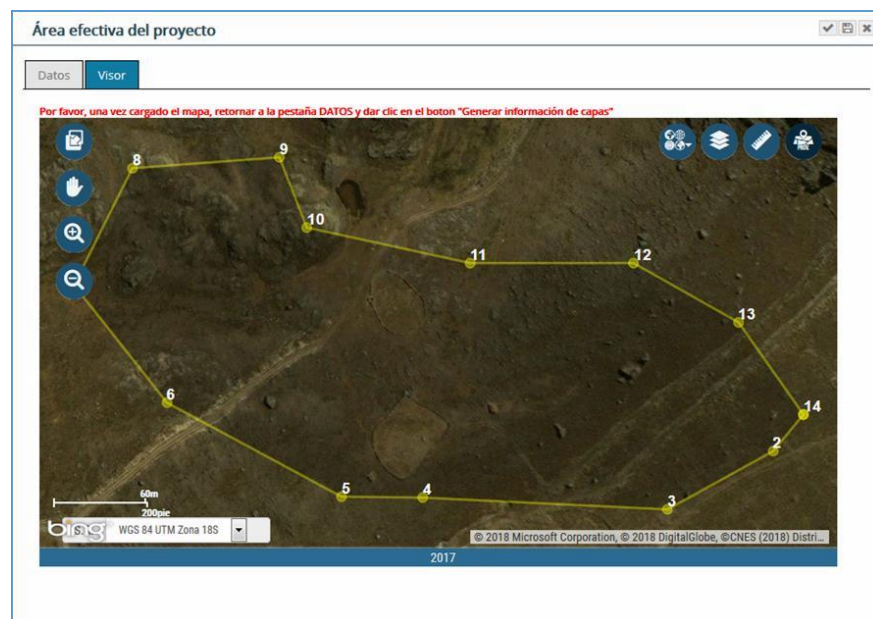 Área efectiva del proyecto
Datos
Visor
Por favor, una vez cargado el mapa, retornar a la pestaña DATOS y dar clic en el boton "Generar información de capas"
8
9
10
11
12
13
14
6
5
4
2
3
60m
200pie
bing
WGS 84 UTM Zona 18S
© 2018 Microsoft Corporation, © 2018 DigitalGlobe, ©CNES (2018) Distri...
2017